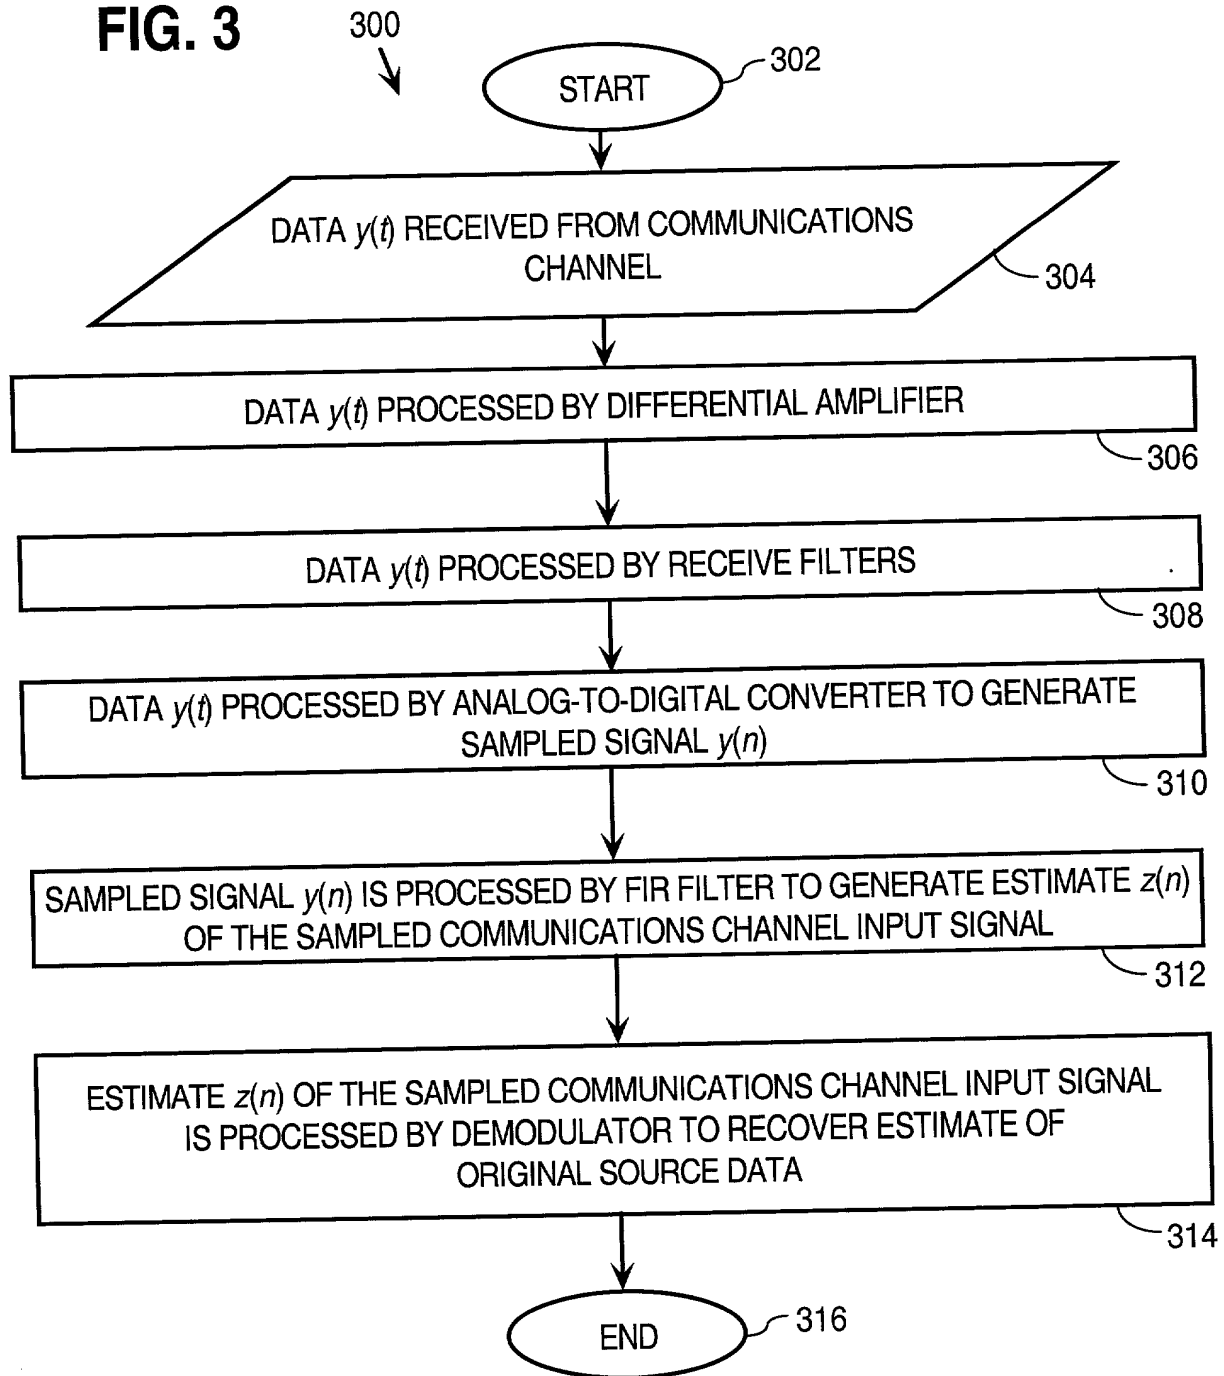 FIG. 3
300
START
302
DATA y(t) RECEIVED FROM COMMUNICATIONS
CHANNEL
304
DATA y(t) PROCESSED BY DIFFERENTIAL AMPLIFIER
306
DATA y(t) PROCESSED BY RECEIVE FILTERS
308
DATA y(t) PROCESSED BY ANALOG-TO-DIGITAL CONVERTER TO GENERATE
SAMPLED SIGNAL y(n)
310
SAMPLED SIGNAL y(n) IS PROCESSED BY FIR FILTER TO GENERATE ESTIMATE z(n)
OF THE SAMPLED COMMUNICATIONS CHANNEL INPUT SIGNAL
312
ESTIMATE z(n) OF THE SAMPLED COMMUNICATIONS CHANNEL INPUT SIGNAL
IS PROCESSED BY DEMODULATOR TO RECOVER ESTIMATE OF
ORIGINAL SOURCE DATA
314
END
316